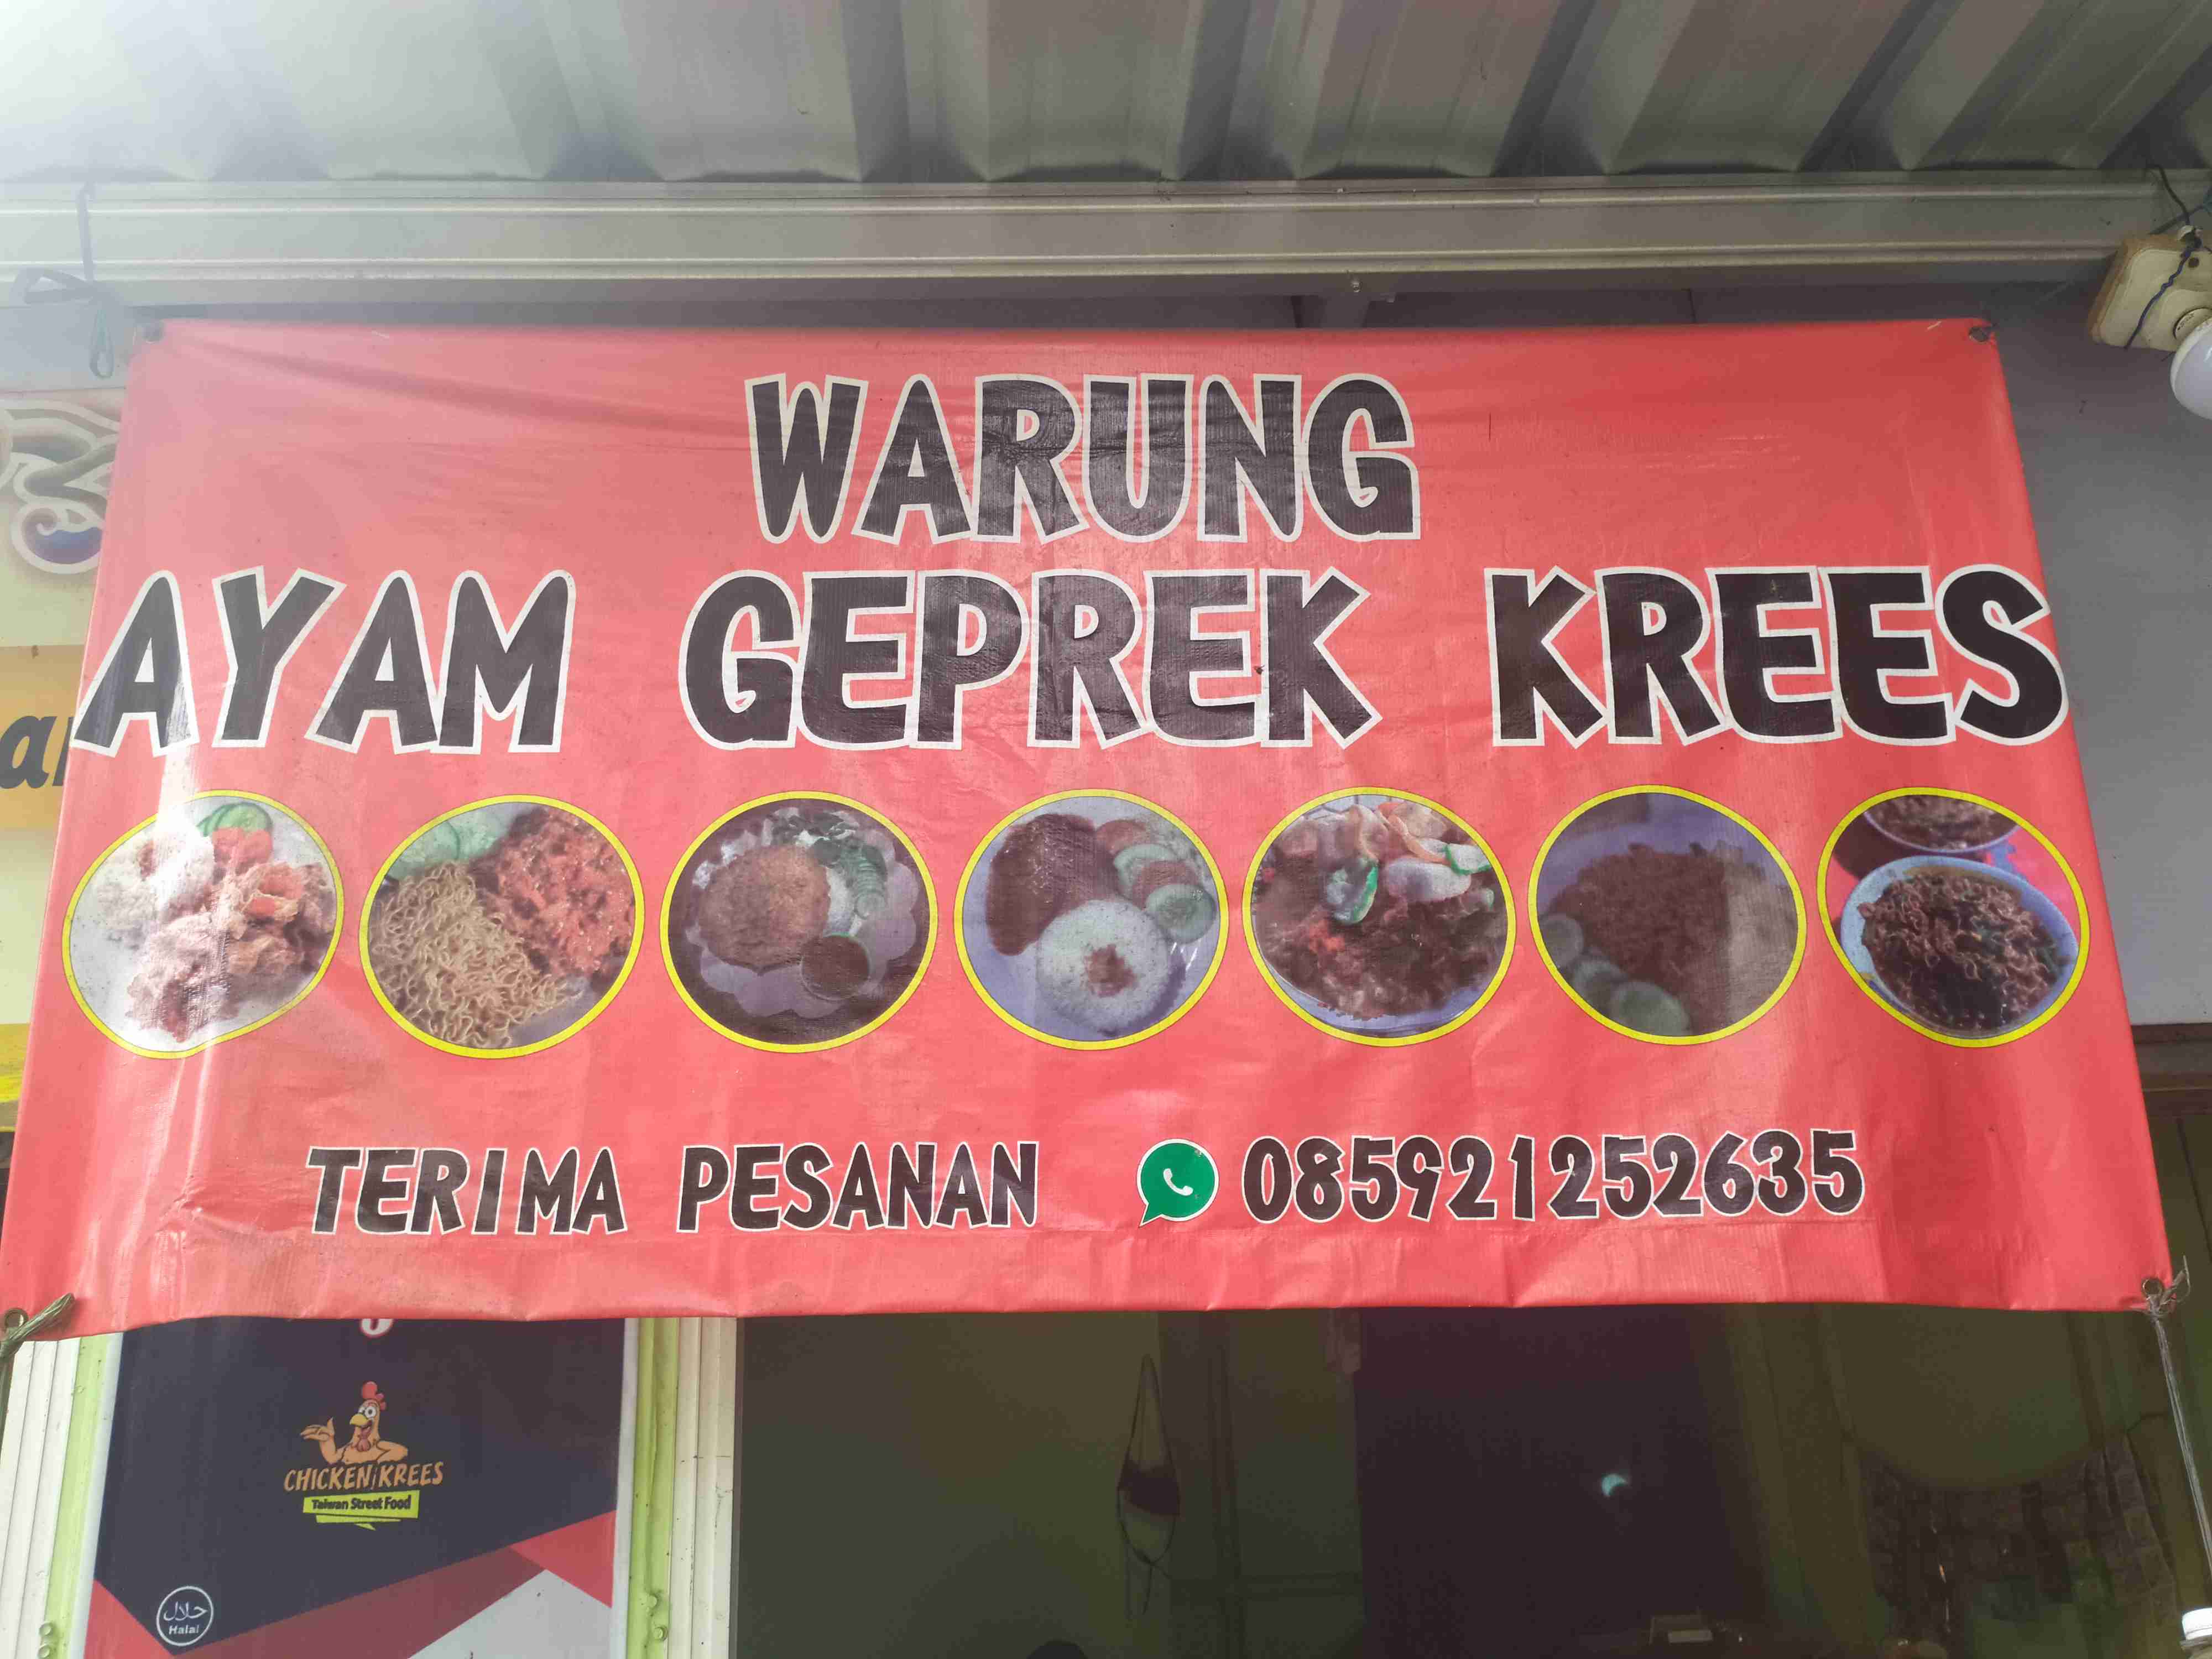 WARUNG
AYAM GEPREK KREES
TERIMA PESANAN 085921252635
CHICKEN KREES
Taiwan Street Food
حلال
Halal